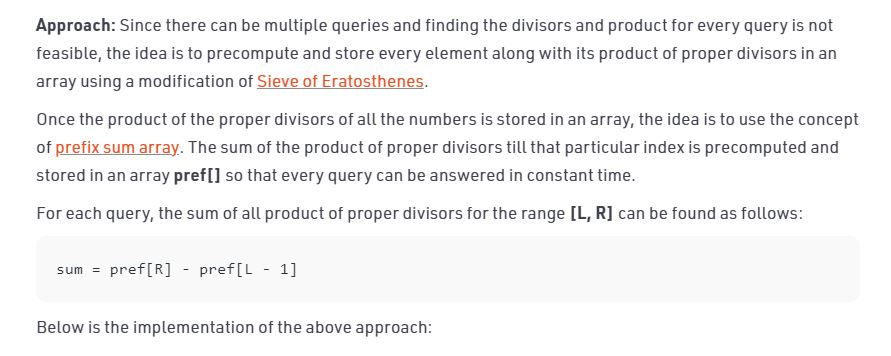 Approach: Since there can be multiple queries and finding the divisors and product for every query is not
feasible, the idea is to precompute and store every element along with its product of proper divisors in an
array using a modification of Sieve of Eratosthenes.
Once the product of the proper divisors of all the numbers is stored in an array, the idea is to use the concept
of prefix sum array. The sum of the product of proper divisors till that particular index is precomputed and
stored in an array pref[] so that every query can be answered in constant time.
For each query, the sum of all product of proper divisors for the range [L, R] can be found as follows:
sum = pref[R] - pref[L - 1]
Below is the implementation of the above approach: